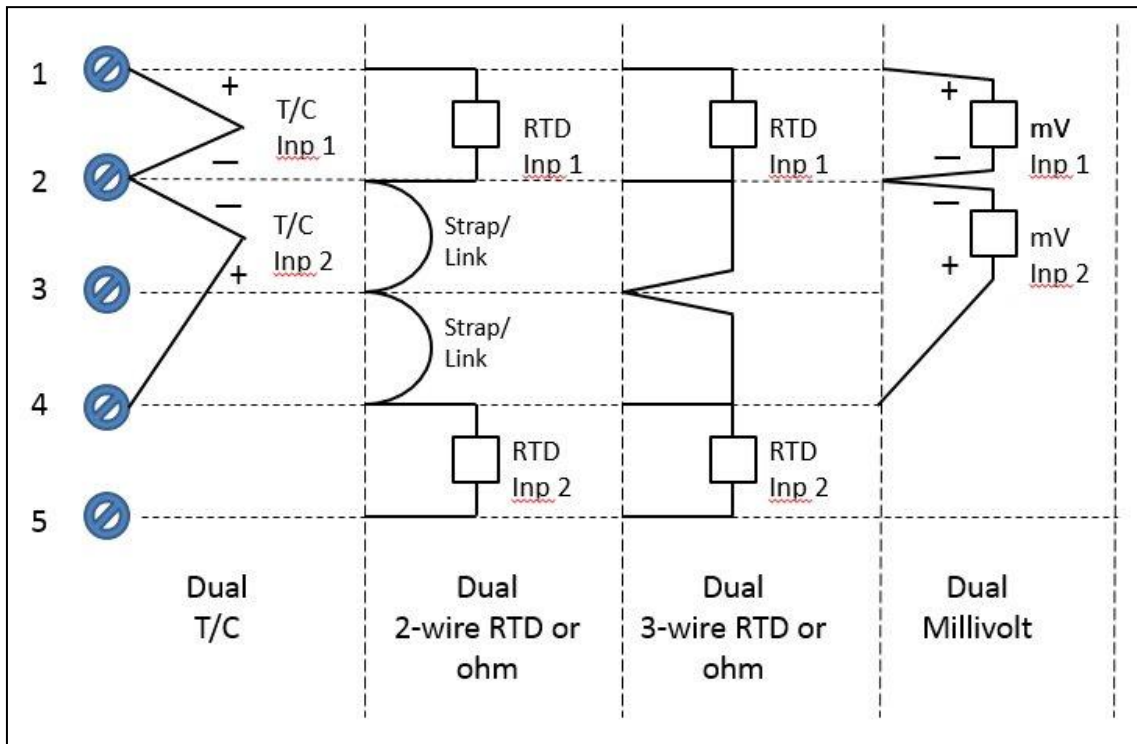 1
2
3
4
5
+
T/C
Inp 1
—
—
T/C
Inp 2
+
RTD
Inp 1
Strap/
Link
Strap/
Link
RTD
Inp 2
RTD
Inp 1
RTD
Inp 2
+
mV
Inp 1
—
—
mV
Inp 2
+
Dual
T/C
Dual
2-wire RTD or
ohm
Dual
3-wire RTD or
ohm
Dual
Millivolt